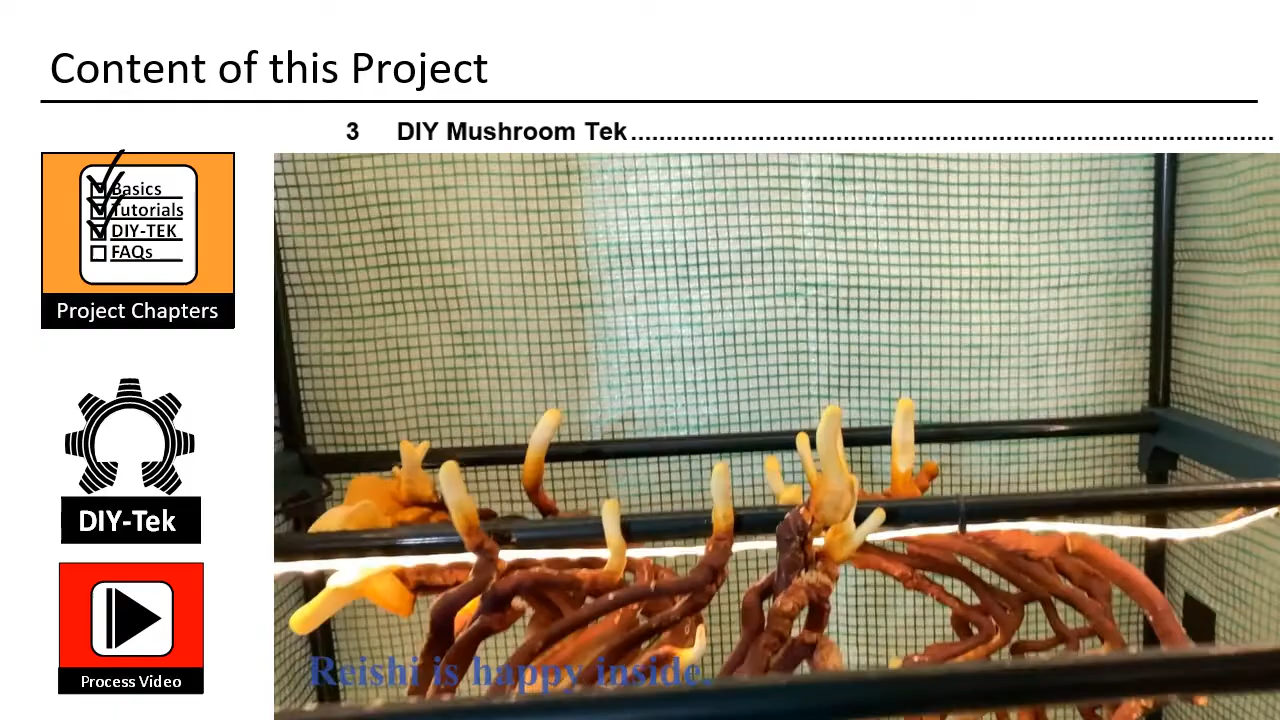 Content of this Project
3 DIY Mushroom Tek........................................................................................
Basics
Tutorials
DIY-TEK
FAQs
Project Chapters
DIY-Tek
Process Video
Reishi is happy inside.